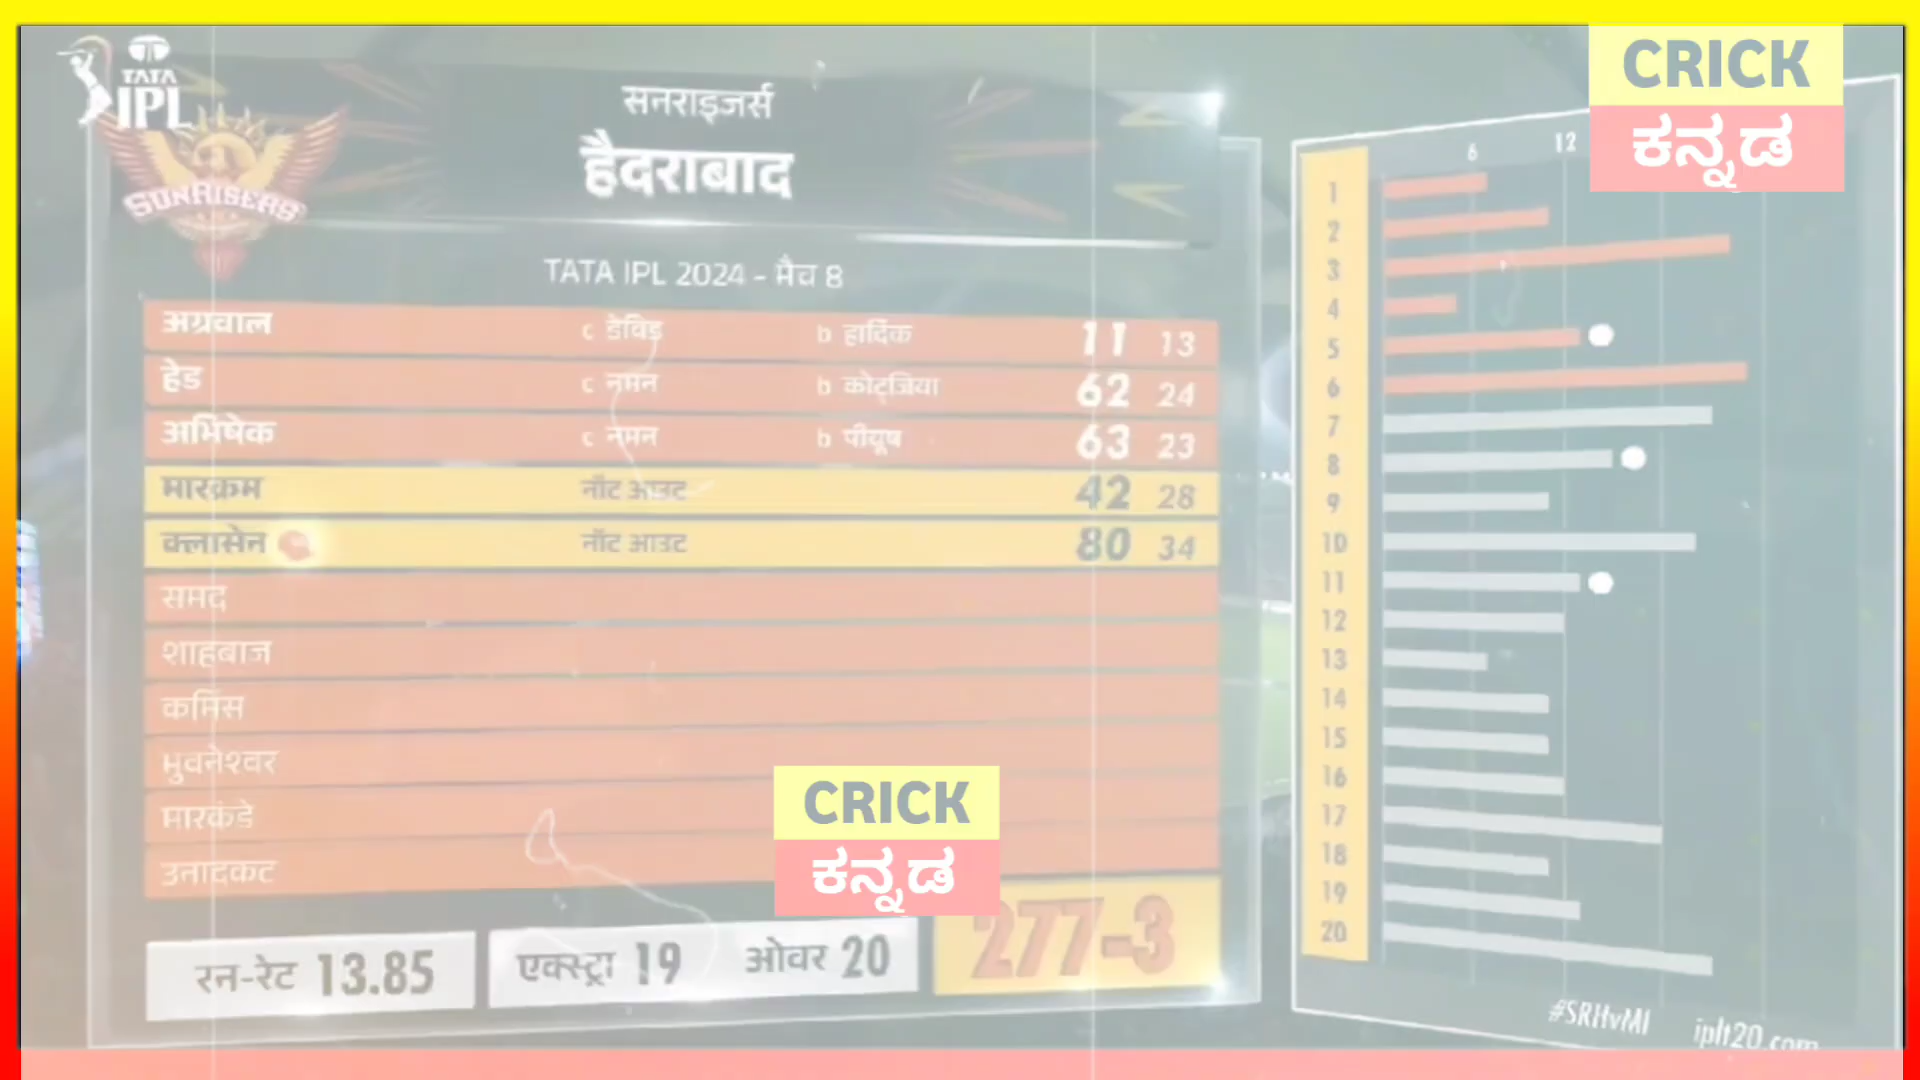 TATA
IPL
SUNRISERS
CRICK
ಕನ್ನಡ
सनराइजर्स
हैदराबाद
TATA IPL 2024 - मैच 8
अग्रवाल c डेविड b हार्दिक 11 13
हेड c नमन b कोट्जिया 62 24
अभिषेक c नमन b पीयूष 63 23
मारक्रम नॉट आउट 42 28
क्लासेन नॉट आउट 80 34
समद
शाहबाज
कमिंस
भुवनेश्वर
मारकंडे
उनादकट
CRICK
ಕನ್ನಡ
रन-रेट 13.85 एक्स्ट्रा 19 ओवर 20 277-3
6 12
1
2
3
4
5
6
7
8
9
10
11
12
13
14
15
16
17
18
19
20
#SRHvMI iplt20.com